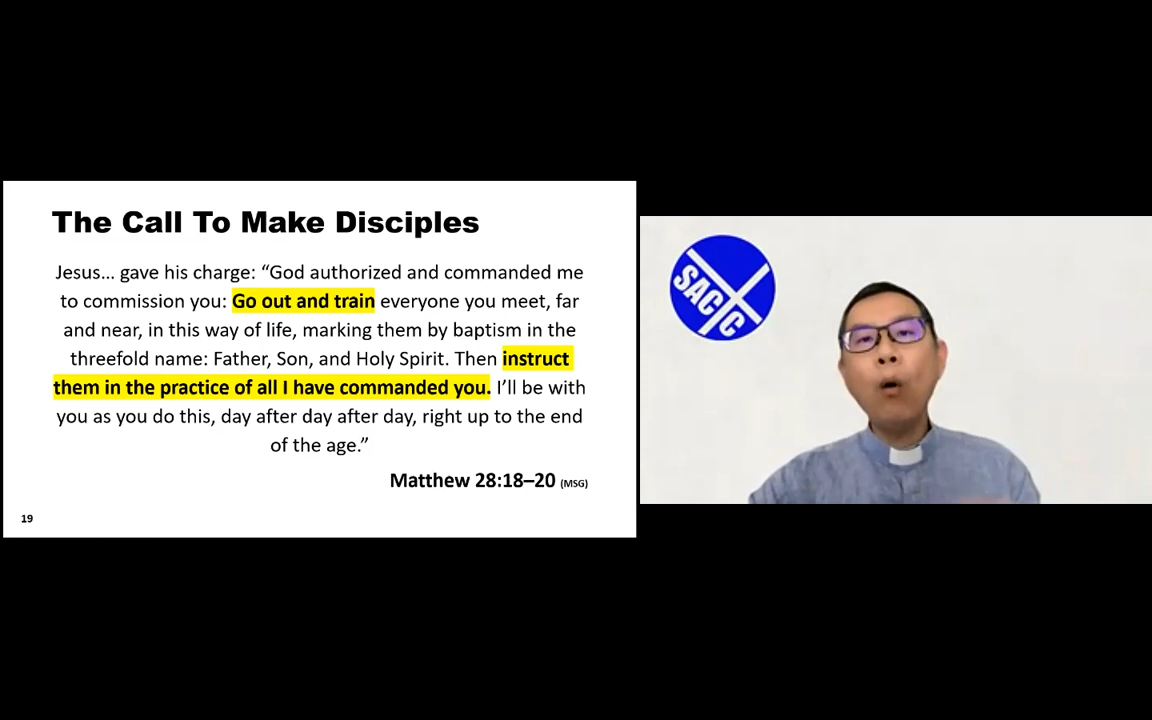 The Call To Make Disciples
Jesus... gave his charge: “God authorized and commanded me
to commission you: Go out and train everyone you meet, far
and near, in this way of life, marking them by baptism in the
threefold name: Father, Son, and Holy Spirit. Then instruct
them in the practice of all I have commanded you. I’ll be with
you as you do this, day after day after day, right up to the end
of the age.”
Matthew 28:18–20 (MSG)
19
SAC
C